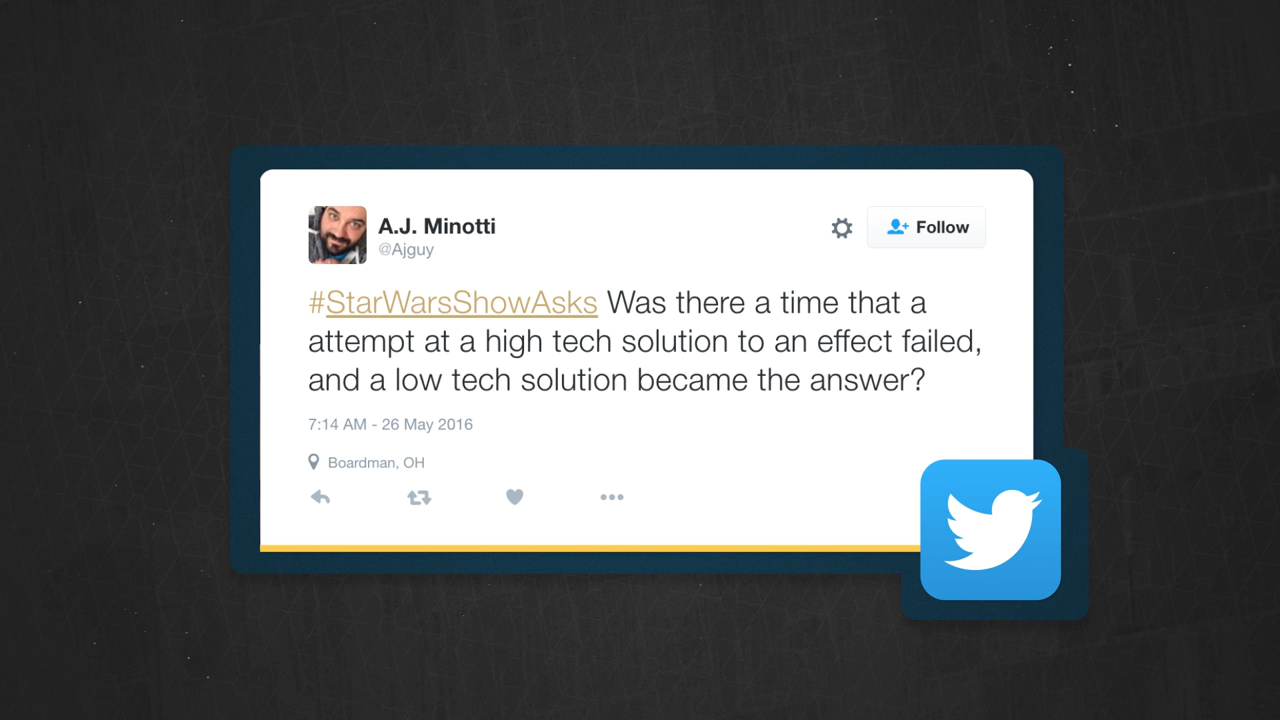 A.J. Minotti
@Ajguy
Follow
#StarWarsShowAsks Was there a time that a
attempt at a high tech solution to an effect failed,
and a low tech solution became the answer?
7:14 AM - 26 May 2016
Boardman, OH